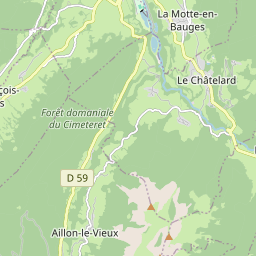 La Motte-en-
Bauges
Le Châtelard
Forêt domaniale
du Cimeteret
D 59
Aillon-le-Vieux